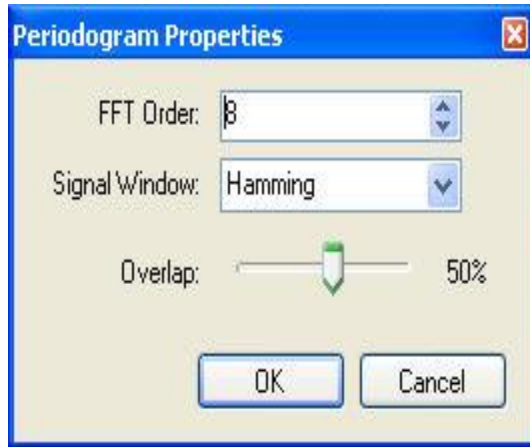 Periodogram Properties
FFT Order: 8
Signal Window: Hamming
Overlap: 50%
OK Cancel